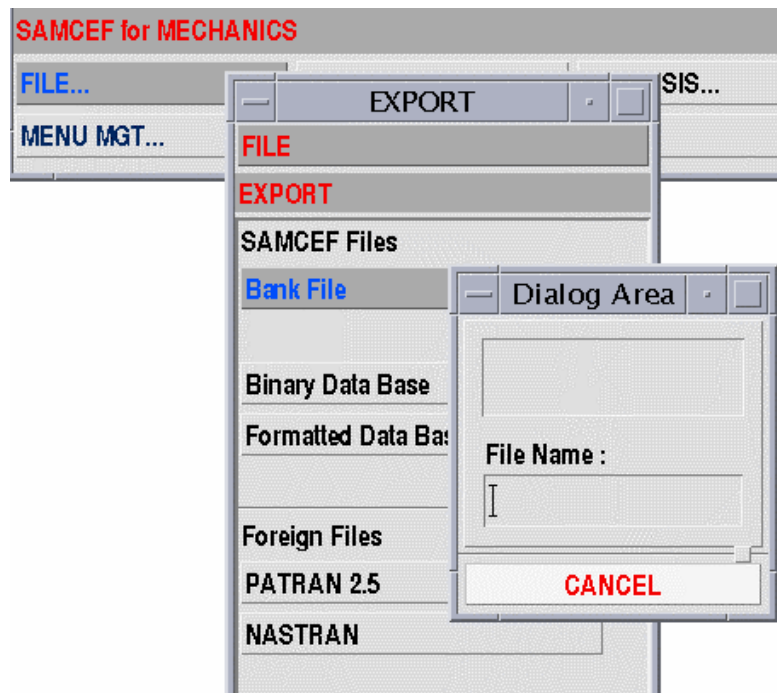 SAMCEF for MECHANICS
FILE...
SIS...
MENU MGT...
EXPORT
FILE
EXPORT
SAMCEF Files
Bank File
Dialog Area
Binary Data Base
Formatted Data Bas
File Name :
Foreign Files
PATRAN 2.5
CANCEL
NASTRAN